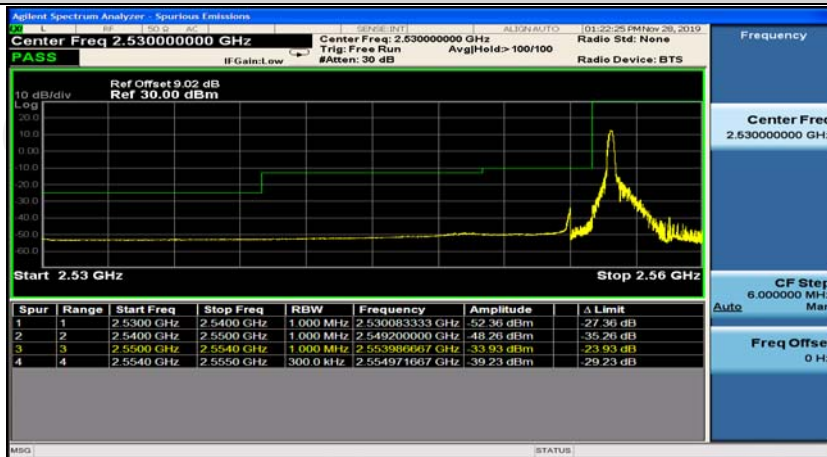 Agilent Spectrum Analyzer - Spurious Emissions
L RF 50 Ω AC SENSE:INT ALIGN AUTO 01:22:25 PM Nov 28, 2019
Center Freq 2.530000000 GHz Center Freq: 2.530000000 GHz Radio Std: None Frequency
Trig: Free Run Avg|Hold:> 100/100
PASS IFGain:Low #Atten: 30 dB Radio Device: BTS
Ref Offset 9.02 dB
10 dB/div Ref 30.00 dBm
Log
20.0
10.0
0.00
-10.0
-20.0
-30.0
-40.0
-50.0
-60.0
Start 2.53 GHz Stop 2.56 GHz
Spur Range Start Freq Stop Freq RBW Frequency Amplitude Δ Limit
1 1 2.5300 GHz 2.5400 GHz 1.000 MHz 2.530083333 GHz -52.36 dBm -27.36 dB
2 2 2.5400 GHz 2.5500 GHz 1.000 MHz 2.549200000 GHz -48.26 dBm -35.26 dB
3 3 2.5500 GHz 2.5540 GHz 1.000 MHz 2.553986667 GHz -33.93 dBm -23.93 dB
4 4 2.5540 GHz 2.5550 GHz 300.0 kHz 2.554971667 GHz -39.23 dBm -29.23 dB
Center Freq
2.530000000 GHz
CF Step
6.000000 MHz
Auto Man
Freq Offset
0 Hz
MSG STATUS